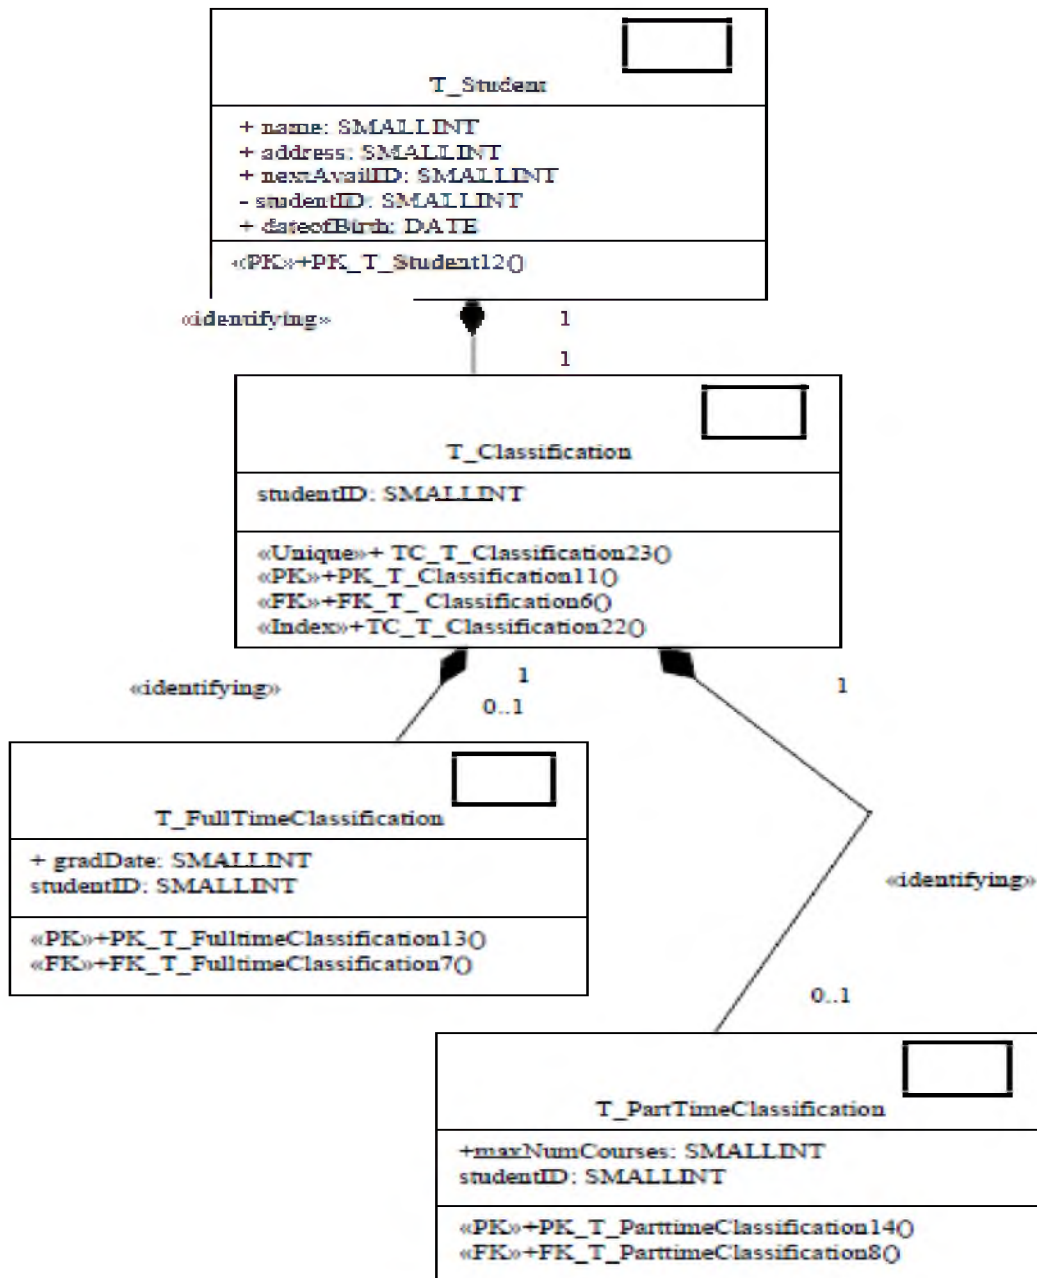 T_Student
+ name: SMALLINT
+ address: SMALLINT
+ nextAvailID: SMALLINT
- studentID: SMALLINT
+ dateofBirth: DATE
«PK»+PK_T_Student12()
«identifying»
1
1
T_Classification
studentID: SMALLINT
«Unique»+ TC_T_Classification23()
«PK»+PK_T_Classification11()
«FK»+FK_T_ Classification6()
«Index»+TC_T_Classification22()
«identifying»
1
0..1
1
T_FullTimeClassification
+ gradDate: SMALLINT
studentID: SMALLINT
«PK»+PK_T_FulltimeClassification13()
«FK»+FK_T_FulltimeClassification7()
«identifying»
0..1
T_PartTimeClassification
+maxNumCourses: SMALLINT
studentID: SMALLINT
«PK»+PK_T_ParttimeClassification14()
«FK»+FK_T_ParttimeClassification8()